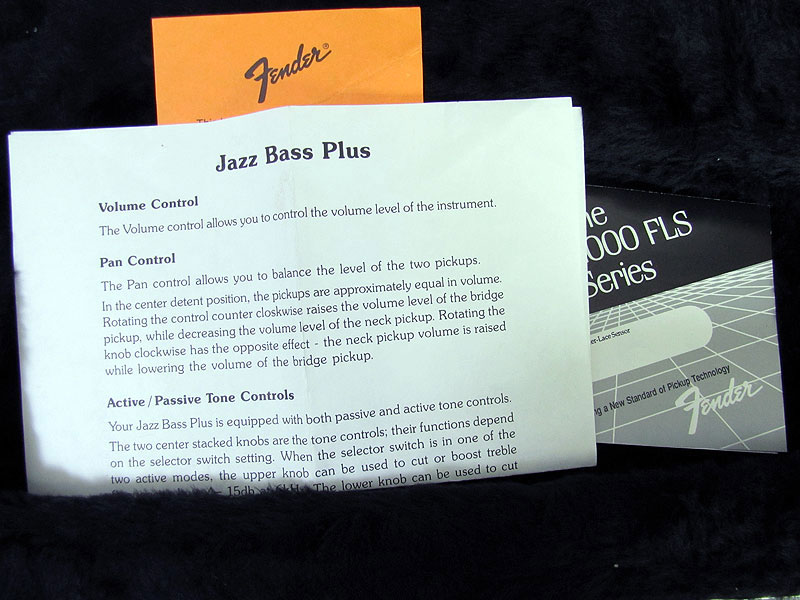 Fender®
Jazz Bass Plus
Volume Control
The Volume control allows you to control the volume level of the instrument.
Pan Control
The Pan control allows you to balance the level of the two pickups.
In the center detent position, the pickups are approximately equal in volume.
Rotating the control counter closkwise raises the volume level of the bridge
pickup, while decreasing the volume level of the neck pickup. Rotating the
knob clockwise has the opposite effect - the neck pickup volume is raised
while lowering the volume of the bridge pickup.
Active/Passive Tone Controls
Your Jazz Bass Plus is equipped with both passive and active tone controls.
The two center stacked knobs are the tone controls; their functions depend
on the selector switch setting. When the selector switch is in one of the
two active modes, the upper knob can be used to cut or boost treble
15db at The lower knob can be used to cut
000 FLS
Series
er-Lace Sensor
ng a New Standard of Pickup Technology
Fender